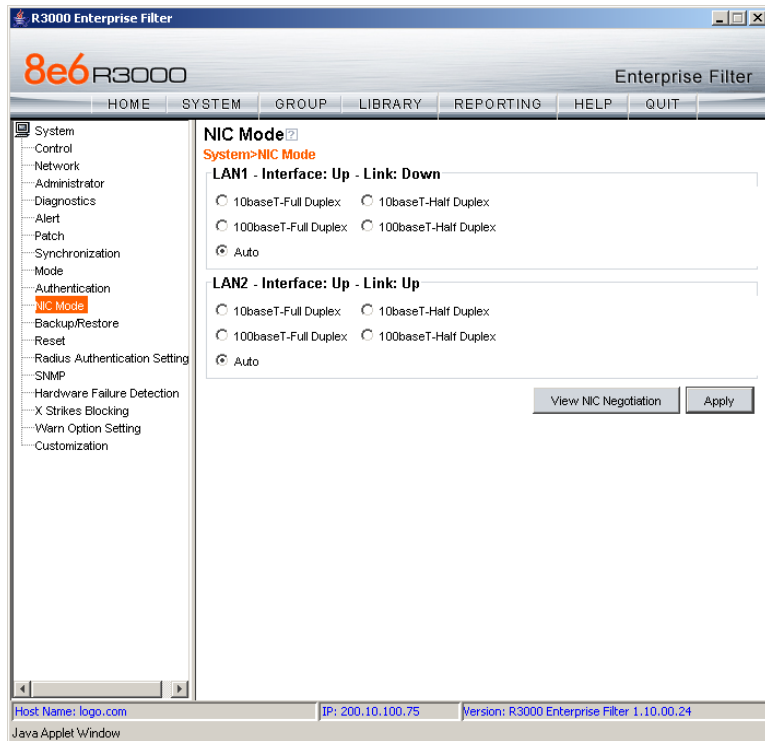 R3000 Enterprise Filter
8e6 R3000
Enterprise Filter
HOME SYSTEM GROUP LIBRARY REPORTING HELP QUIT
System
Control
Network
Administrator
Diagnostics
Alert
Patch
Synchronization
Mode
Authentication
NIC Mode
Backup/Restore
Reset
Radius Authentication Setting
SNMP
Hardware Failure Detection
X Strikes Blocking
Warn Option Setting
Customization
NIC Mode ?
System>NIC Mode
LAN1 - Interface: Up - Link: Down
10baseT-Full Duplex 10baseT-Half Duplex
100baseT-Full Duplex 100baseT-Half Duplex
Auto
LAN2 - Interface: Up - Link: Up
10baseT-Full Duplex 10baseT-Half Duplex
100baseT-Full Duplex 100baseT-Half Duplex
Auto
View NIC Negotiation Apply
Host Name: logo.com IP: 200.10.100.75 Version: R3000 Enterprise Filter 1.10.00.24
Java Applet Window